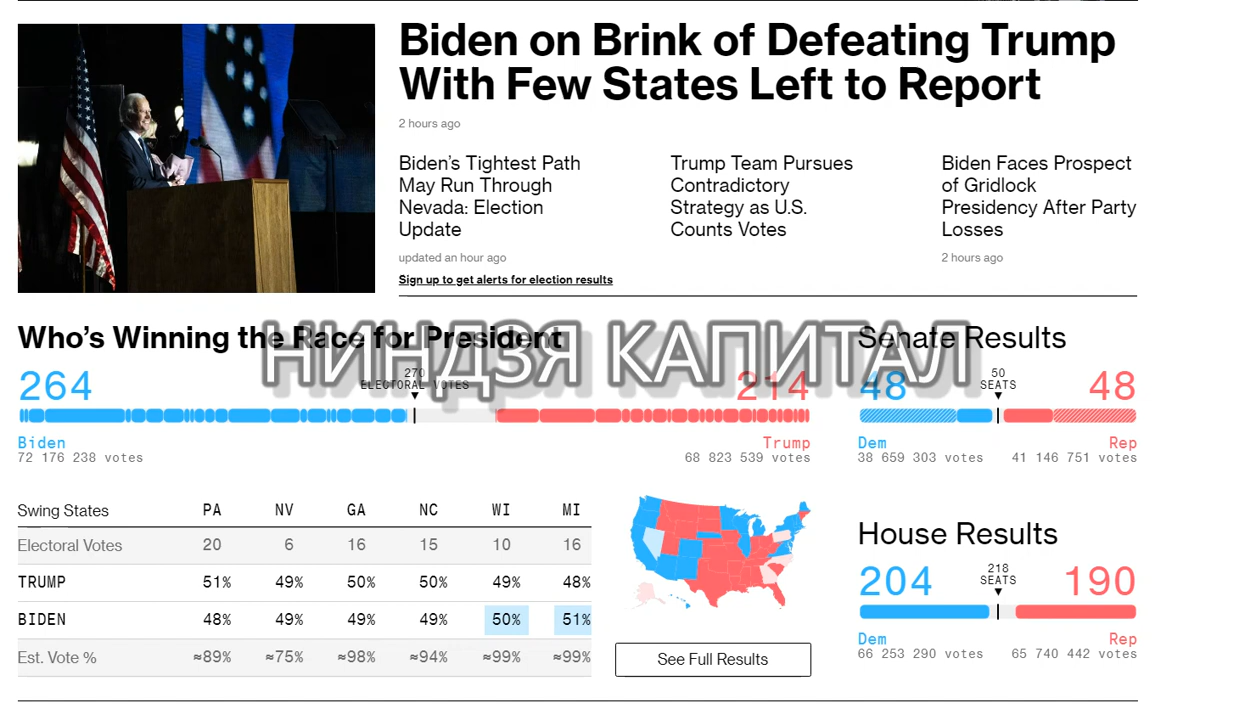 Biden on Brink of Defeating Trump
With Few States Left to Report
2 hours ago
Biden's Tightest Path
May Run Through
Nevada: Election
Update
updated an hour ago
Sign up to get alerts for election results
Trump Team Pursues
Contradictory
Strategy as U.S.
Counts Votes
Biden Faces Prospect
of Gridlock
Presidency After Party
Losses
2 hours ago
Who's Winning the Race for President
НИНДЗЯ КАПИТАЛ
264
270
ELECTORAL VOTES
214
Biden
72 176 238 votes
Trump
68 823 539 votes
Senate Results
48
50
SEATS
48
Dem
38 659 303 votes
Rep
41 146 751 votes
Swing States PA NV GA NC WI MI
Electoral Votes 20 6 16 15 10 16
TRUMP 51% 49% 50% 50% 49% 48%
BIDEN 48% 49% 49% 49% 50% 51%
Est. Vote % ≈89% ≈75% ≈98% ≈94% ≈99% ≈99%
See Full Results
House Results
204
218
SEATS
190
Dem
66 253 290 votes
Rep
65 740 442 votes